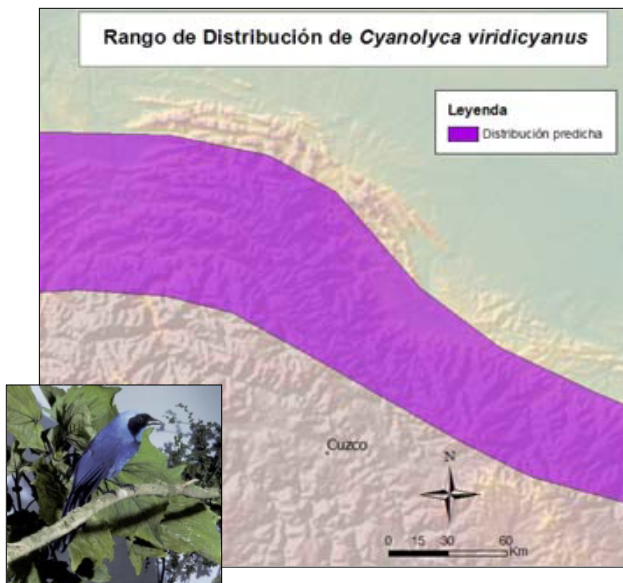 Rango de Distribución de Cyanolyca viridicyanus
Leyenda
Distribución predicha
Cuzco
N
0 15 30 60
Km